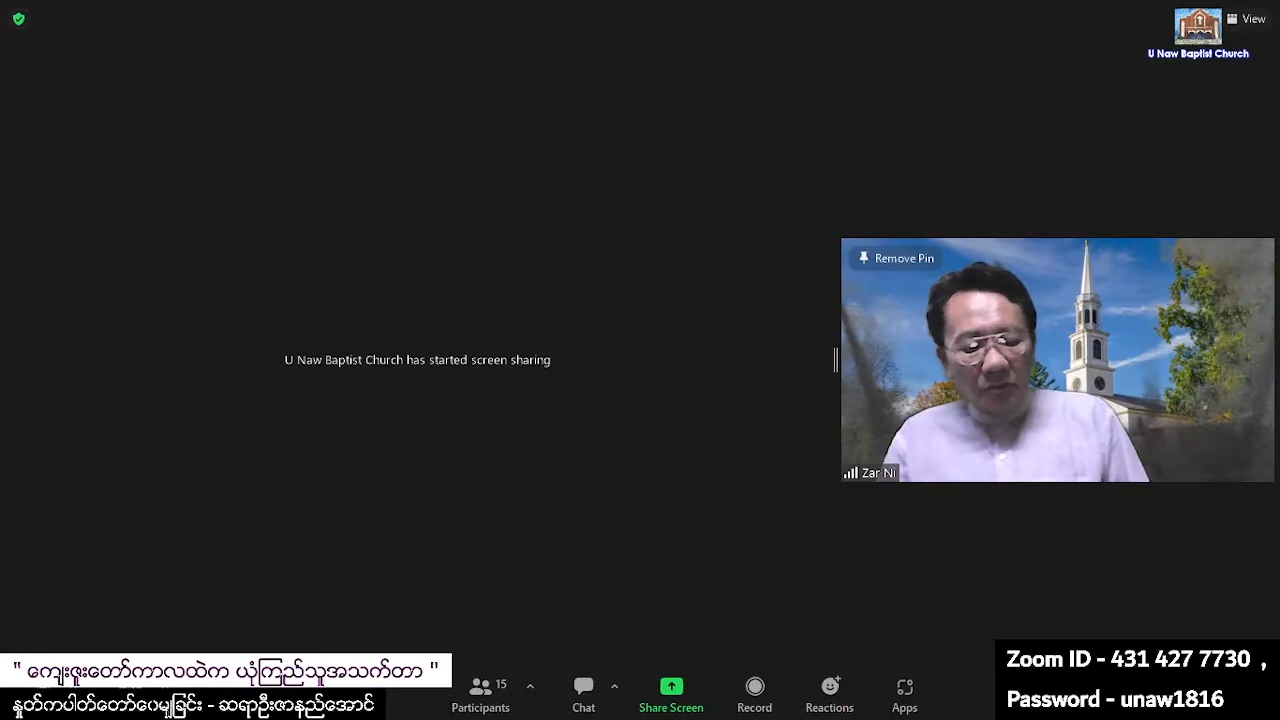 View
U Naw Baptist Church
Remove Pin
U Naw Baptist Church has started screen sharing
Zar Ni
" ကျေးဇူးတော်ကာလထဲက ယုံကြည်သူအသက်တာ "
နှုတ်ကပါတ်တော်ဝေမျှခြင်း - ဆရာဦးဇာနည်အောင်
15
Participants
Chat
Share Screen
Record
Reactions
Apps
Zoom ID - 431 427 7730 ,
Password - unaw1816